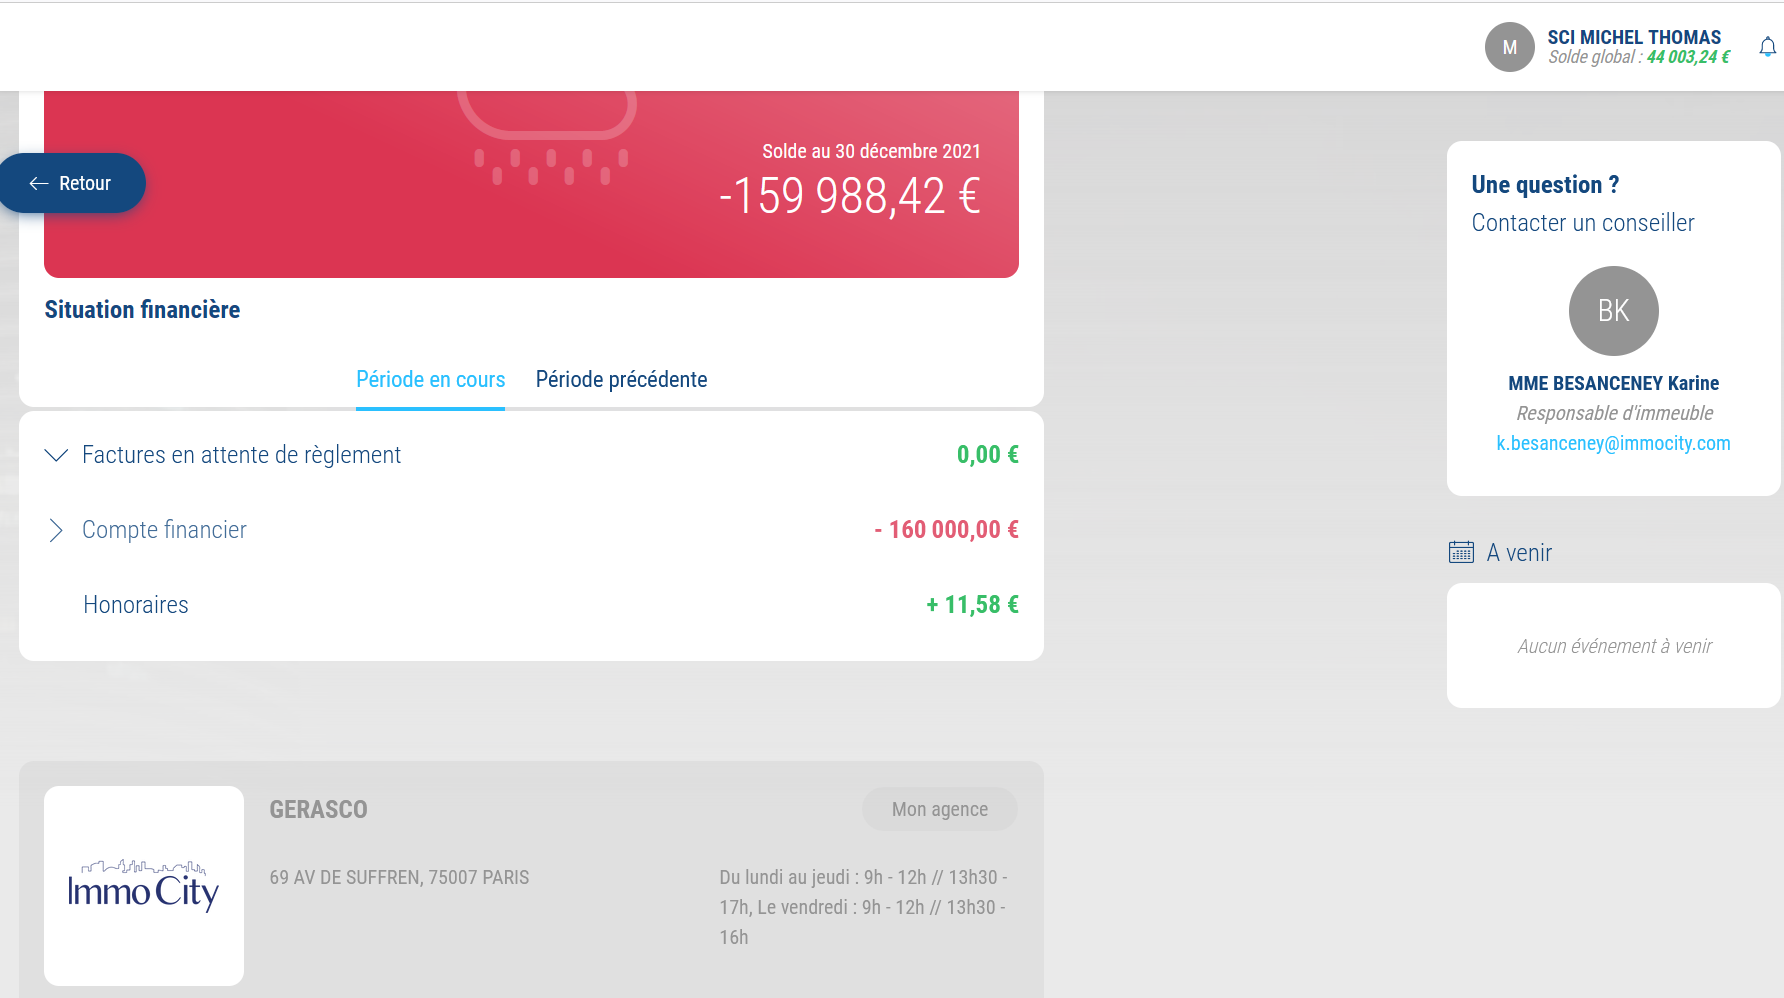 M
SCI MICHEL THOMAS
Solde global : 44 003,24 €
Solde au 30 décembre 2021
-159 988,42 €
Retour
Situation financière
Période en cours
Période précédente
Factures en attente de règlement
0,00 €
Compte financier
- 160 000,00 €
Honoraires
+ 11,58 €
Une question ?
Contacter un conseiller
BK
MME BESANCENEY Karine
Responsable d'immeuble
k.besanceney@immocity.com
A venir
Aucun événement à venir
Immo City
GERASCO
Mon agence
69 AV DE SUFFREN, 75007 PARIS
Du lundi au jeudi : 9h - 12h // 13h30 -
17h, Le vendredi : 9h - 12h // 13h30 -
16h